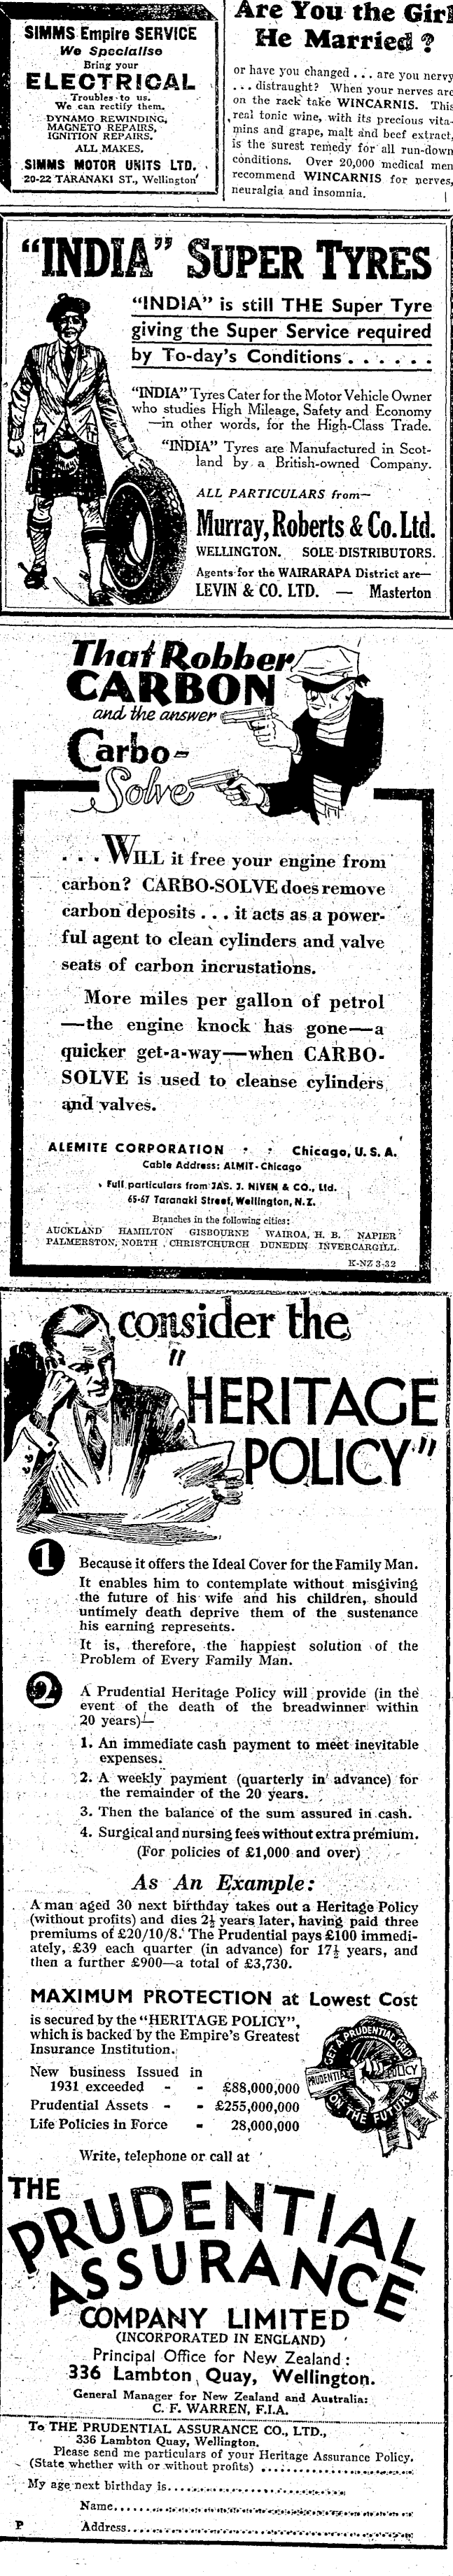 SIMMS Empire SERVICE
We Specialise
Bring your
ELECTRICAL
Troubles to us.
We can rectify them.
DYNAMO REWINDING,
MAGNETO REPAIRS,
IGNITION REPAIRS.
ALL MAKES.
SIMMS MOTOR UNITS LTD.
20-22 TARANAKI ST., Wellington
Are You the Girl
He Married?
or have you changed . . . are you nervy
. . . distraught? When your nerves are
on the rack take WINCARNIS. This
real tonic wine, with its precious vita-
mins and grape, malt and beef extract,
is the surest remedy for all run-down
conditions. Over 20,000 medical men
recommend WINCARNIS for nerves,
neuralgia and insomnia.
"INDIA" SUPER TYRES
"INDIA" is still THE Super Tyre
giving the Super Service required
by To-day's Conditions . . . . . .
"INDIA" Tyres Cater for the Motor Vehicle Owner
who studies High Mileage, Safety and Economy
—in other words, for the High-Class Trade.
"INDIA" Tyres are Manufactured in Scot-
land by a British-owned Company.
ALL PARTICULARS from—
Murray, Roberts & Co. Ltd.
WELLINGTON. SOLE DISTRIBUTORS.
Agents for the WAIRARAPA District are—
LEVIN & CO. LTD. — Masterton
That Robber
CARBON
and the answer
Carbo-
Solve
. . . WILL it free your engine from
carbon? CARBO-SOLVE does remove
carbon deposits . . . it acts as a power-
ful agent to clean cylinders and valve
seats of carbon incrustations.
More miles per gallon of petrol
—the engine knock has gone—a
quicker get-a-way—when CARBO-
SOLVE is used to cleanse cylinders
and valves.
ALEMITE CORPORATION - - Chicago, U.S.A.
Cable Address: ALMIT-Chicago
Full particulars from JAS. J. NIVEN & CO., Ltd.
65-67 Taranaki Street, Wellington, N.Z.
Branches in the following cities:
AUCKLAND HAMILTON GISBOURNE WAIROA, H. B. NAPIER
PALMERSTON, NORTH CHRISTCHURCH DUNEDIN INVERCARGILL
K-NZ 3-32
consider the
"HERITAGE
POLICY"
1 Because it offers the Ideal Cover for the Family Man.
It enables him to contemplate without misgiving
the future of his wife and his children, should
untimely death deprive them of the sustenance
his earning represents.
It is, therefore, the happiest solution of the
Problem of Every Family Man.
2 A Prudential Heritage Policy will provide (in the
event of the death of the breadwinner within
20 years)—
1. An immediate cash payment to meet inevitable
expenses.
2. A weekly payment (quarterly in advance) for
the remainder of the 20 years.
3. Then the balance of the sum assured in cash.
4. Surgical and nursing fees without extra premium.
(For policies of £1,000 and over)
As An Example:
A man aged 30 next birthday takes out a Heritage Policy
(without profits) and dies 2½ years later, having paid three
premiums of £20/10/8. The Prudential pays £100 immedi-
ately, £39 each quarter (in advance) for 17½ years, and
then a further £900—a total of £3,730.
MAXIMUM PROTECTION at Lowest Cost
is secured by the "HERITAGE POLICY",
which is backed by the Empire's Greatest
Insurance Institution.
New business Issued in
1931 exceeded - - £88,000,000
Prudential Assets - - £255,000,000
Life Policies in Force - 28,000,000
GET A PRUDENTIAL GRIP
PRUDENTIAL POLICY
ON THE FUTURE
Write, telephone or call at
THE
PRUDENTIAL
ASSURANCE
COMPANY LIMITED
(INCORPORATED IN ENGLAND)
Principal Office for New Zealand:
336 Lambton Quay, Wellington.
General Manager for New Zealand and Australia:
C. F. WARREN, F.I.A.
To THE PRUDENTIAL ASSURANCE CO., LTD.,
336 Lambton Quay, Wellington.
Please send me particulars of your Heritage Assurance Policy.
(State whether with or without profits) ....................
My age next birthday is....................
Name....................
P Address....................